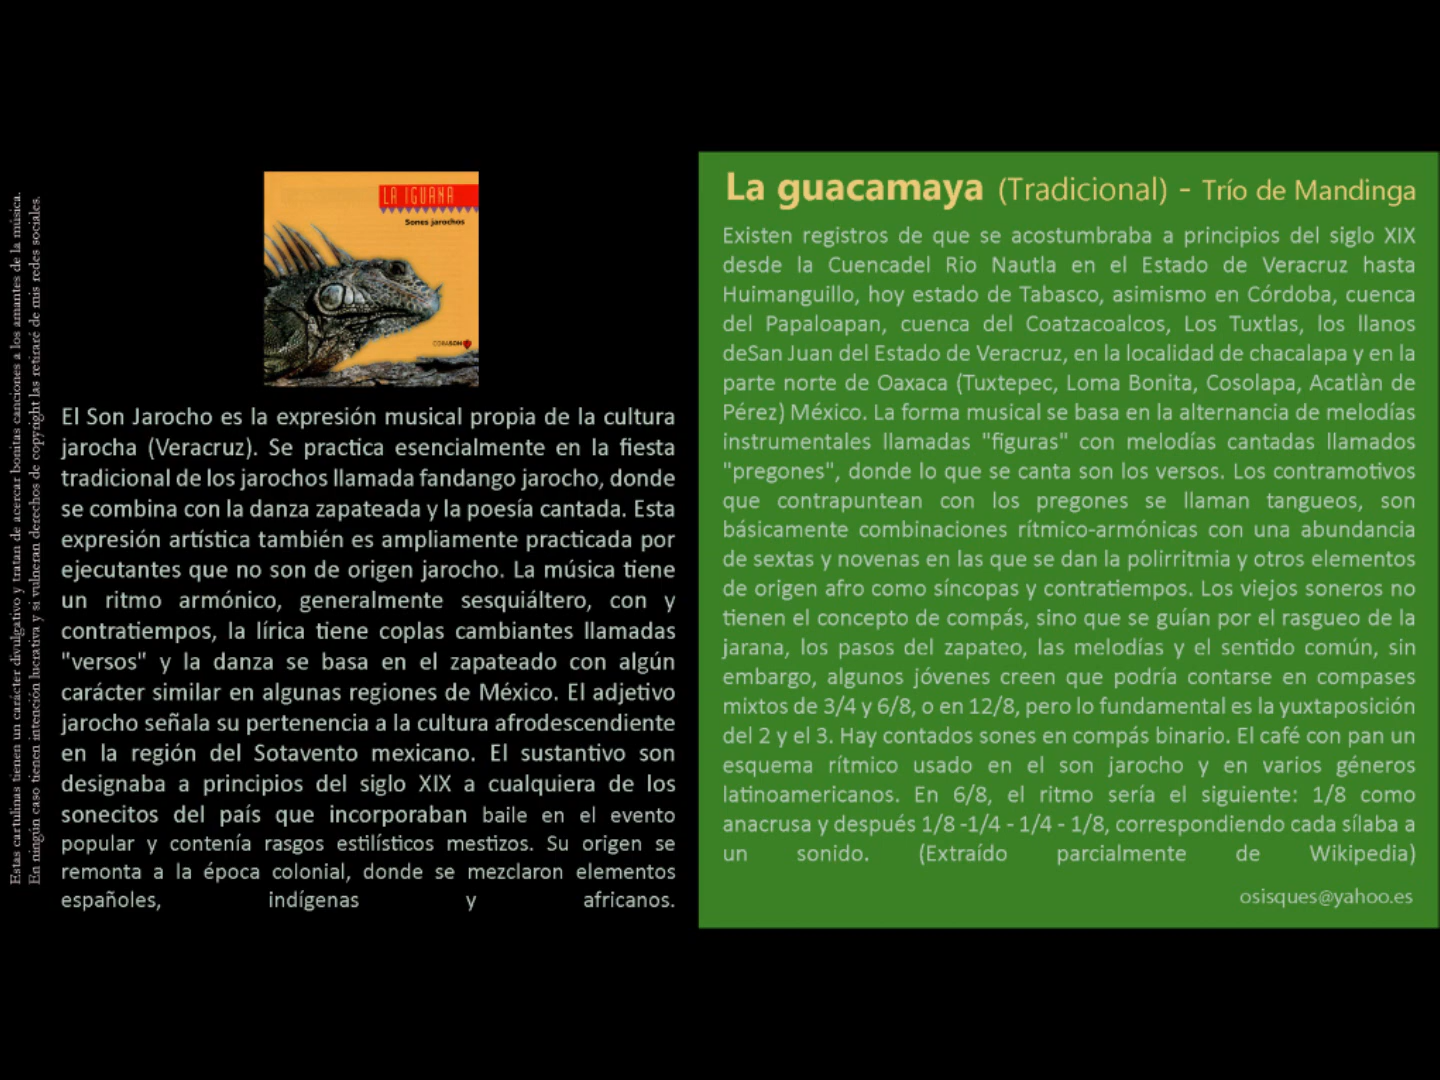 Estas cartulinas tienen un carácter divulgativo y tratan de acercar bonitas canciones a los amantes de la música.
En ningún caso tienen intención lucrativa y si vulneran derechos de copyright las retiraré de mis redes sociales.
LA IGUANA
Sones jarochos
CORASON
El Son Jarocho es la expresión musical propia de la cultura
jarocha (Veracruz). Se practica esencialmente en la fiesta
tradicional de los jarochos llamada fandango jarocho, donde
se combina con la danza zapateada y la poesía cantada. Esta
expresión artística también es ampliamente practicada por
ejecutantes que no son de origen jarocho. La música tiene
un ritmo armónico, generalmente sesquiáltero, con y
contratiempos, la lírica tiene coplas cambiantes llamadas
"versos" y la danza se basa en el zapateado con algún
carácter similar en algunas regiones de México. El adjetivo
jarocho señala su pertenencia a la cultura afrodescendiente
en la región del Sotavento mexicano. El sustantivo son
designaba a principios del siglo XIX a cualquiera de los
sonecitos del país que incorporaban baile en el evento
popular y contenía rasgos estilísticos mestizos. Su origen se
remonta a la época colonial, donde se mezclaron elementos
españoles, indígenas y africanos.
La guacamaya (Tradicional) - Trío de Mandinga
Existen registros de que se acostumbraba a principios del siglo XIX
desde la Cuencadel Rio Nautla en el Estado de Veracruz hasta
Huimanguillo, hoy estado de Tabasco, asimismo en Córdoba, cuenca
del Papaloapan, cuenca del Coatzacoalcos, Los Tuxtlas, los llanos
deSan Juan del Estado de Veracruz, en la localidad de chacalapa y en la
parte norte de Oaxaca (Tuxtepec, Loma Bonita, Cosolapa, Acatlàn de
Pérez) México. La forma musical se basa en la alternancia de melodías
instrumentales llamadas "figuras" con melodías cantadas llamados
"pregones", donde lo que se canta son los versos. Los contramotivos
que contrapuntean con los pregones se llaman tangueos, son
básicamente combinaciones rítmico-armónicas con una abundancia
de sextas y novenas en las que se dan la polirritmia y otros elementos
de origen afro como síncopas y contratiempos. Los viejos soneros no
tienen el concepto de compás, sino que se guían por el rasgueo de la
jarana, los pasos del zapateo, las melodías y el sentido común, sin
embargo, algunos jóvenes creen que podría contarse en compases
mixtos de 3/4 y 6/8, o en 12/8, pero lo fundamental es la yuxtaposición
del 2 y el 3. Hay contados sones en compás binario. El café con pan un
esquema rítmico usado en el son jarocho y en varios géneros
latinoamericanos. En 6/8, el ritmo sería el siguiente: 1/8 como
anacrusa y después 1/8 -1/4 - 1/4 - 1/8, correspondiendo cada sílaba a
un sonido. (Extraído parcialmente de Wikipedia)
osisques@yahoo.es